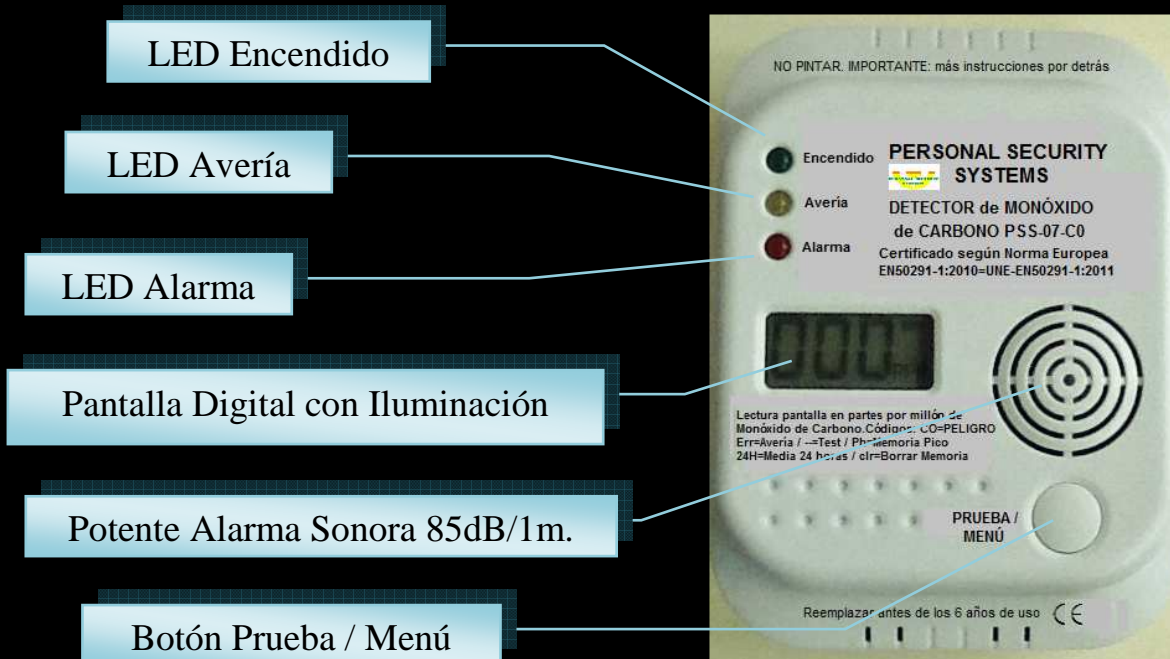 LED Encendido
LED Avería
LED Alarma
Pantalla Digital con Iluminación
Potente Alarma Sonora 85dB/1m.
Botón Prueba / Menú
NO PINTAR. IMPORTANTE: más instrucciones por detrás
Encendido
Avería
Alarma
PERSONAL SECURITY
SYSTEMS
DETECTOR de MONÓXIDO
de CARBONO PSS-07-C0
Certificado según Norma Europea
EN50291-1:2010=UNE-EN50291-1:2011
Lectura pantalla en partes por millón de
Monóxido de Carbono.Códigos: CO=PELIGRO
Err=Avería / --=Test / Ph=Memoria Pico
24H=Media 24 horas / clr=Borrar Memoria
PRUEBA /
MENÚ
Reemplazar antes de los 6 años de uso CE